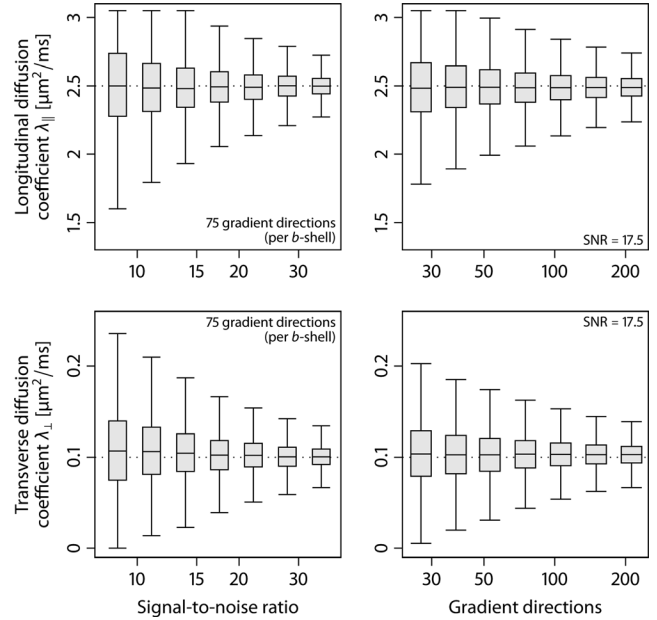 Longitudinal diffusion
coefficient λ∥ [μm²/ms]
3
2.5
2
1.5
75 gradient directions
(per b-shell)
10 15 20 30
3
2.5
2
1.5
SNR = 17.5
30 50 100 200
Transverse diffusion
coefficient λ⊥ [μm²/ms]
0.2
0.1
0
75 gradient directions
(per b-shell)
10 15 20 30
Signal-to-noise ratio
0.2
0.1
0
SNR = 17.5
30 50 100 200
Gradient directions